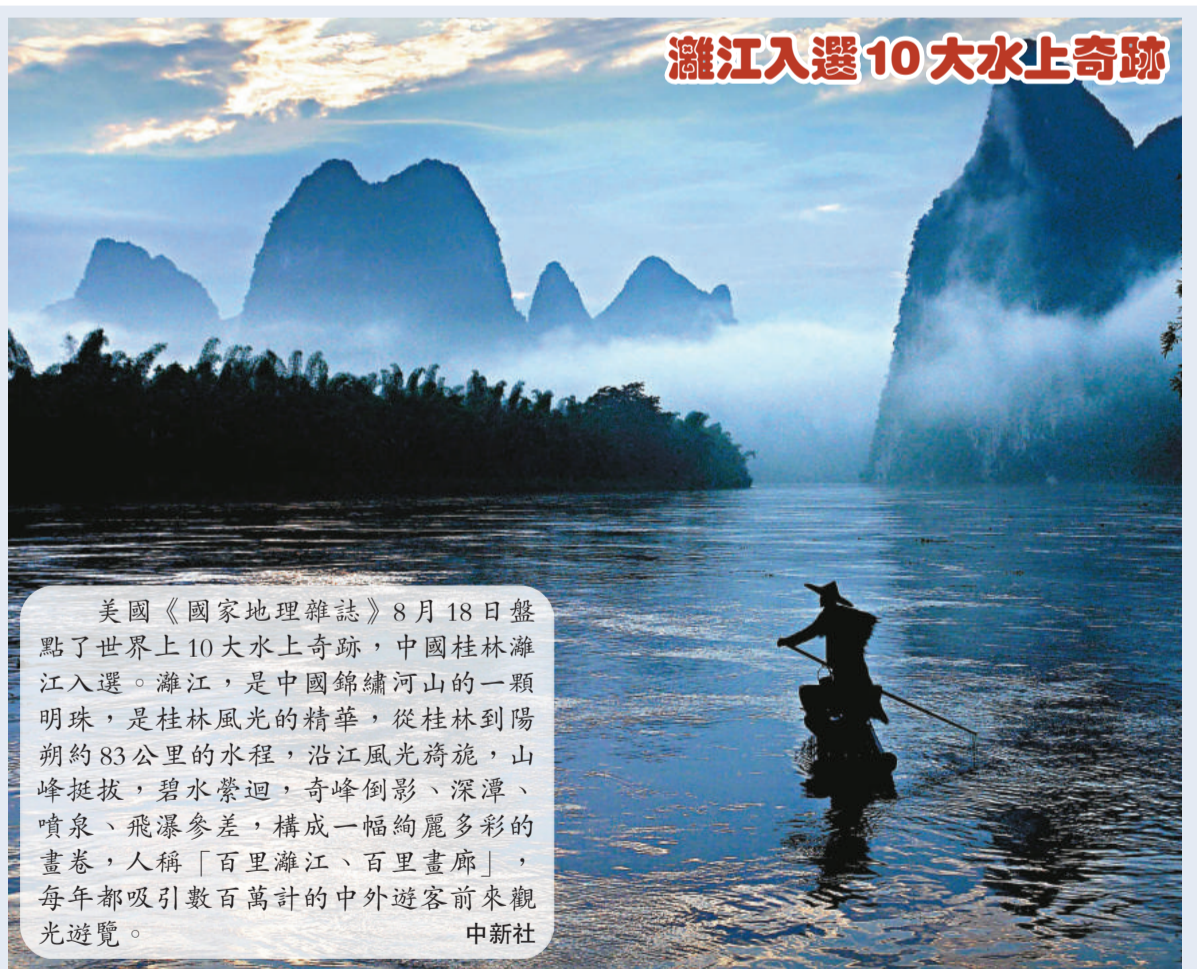 灕江入選10大水上奇跡
美國《國家地理雜誌》8月18日盤
點了世界上10大水上奇跡，中國桂林灕
江入選。灕江，是中國錦繡河山的一顆
明珠，是桂林風光的精華，從桂林到陽
朔約83公里的水程，沿江風光旖旎，山
峰挺拔，碧水縈迴，奇峰倒影、深潭、
噴泉、飛瀑參差，構成一幅絢麗多彩的
畫卷，人稱「百里灕江、百里畫廊」，
每年都吸引數百萬計的中外遊客前來觀
光遊覽。 中新社